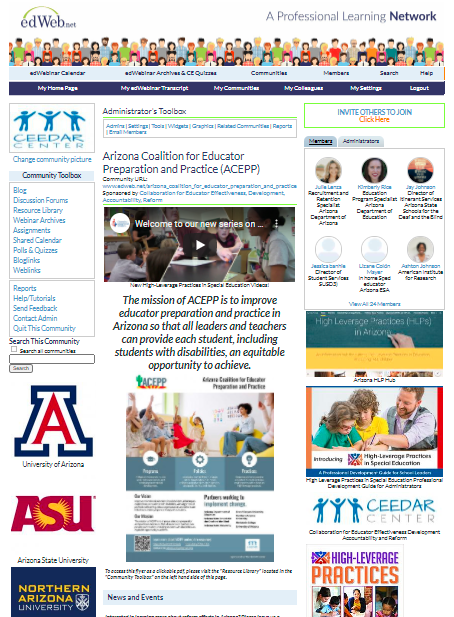 edWeb.net
A Professional Learning Network
edWebinar Calendar
edWebinar Archives & CE Quizzes
Communities
Members
Search
Help
My Home Page
My edWebinar Transcript
My Communities
My Colleagues
My Settings
Logout
CEEDAR
CENTER
Change community picture
Community Toolbox
Blog
Discussion Forums
Resource Library
Webinar Archives
Assignments
Shared Calendar
Polls & Quizzes
Bloglinks
Weblinks
Reports
Help/Tutorials
Send Feedback
Contact Admin
Quit This Community
Search This Community
Search all communities
Search
University of Arizona
ASU
Arizona State University
NORTHERN
ARIZONA
UNIVERSITY
Administrator's Toolbox
Admins | Settings | Tools | Widgets | Graphics | Related Communities | Reports
| Email Members
Arizona Coalition for Educator
Preparation and Practice (ACEPP)
Community URL:
www.edweb.net/arizona_coalition_for_educator_preparation_and_practice
Sponsored by Collaboration for Educator Effectiveness, Development,
Accountability, Reform
Welcome to our new series on ...
New High-Leverage Practices in Special Education Videos!
The mission of ACEPP is to improve
educator preparation and practice in
Arizona so that all leaders and teachers
can provide each student, including
students with disabilities, an equitable
opportunity to achieve.
ACEPP
Arizona Coalition for Educator
Preparation and Practice
Programs
Policies
Practices
Our Vision
Our Mission
Partners working to
implement change.
To access this flyer as a clickable pdf, please visit the "Resource Library" located in the
"Community Toolbox" on the left hand side of this page.
News and Events
INVITE OTHERS TO JOIN
Click Here
Members
Administrators
Julie Lenza
Recruitment and
Retention
Specialist
Arizona
Department of
Arizona
Kimberly Rice
Education
Program Specialist
Arizona
Department of
Education
Jay Johnson
Director of
Itinerant Services
Arizona State
Schools for the
Deaf and the Blind
Director of
Student Services
Lizane Colón
Mayer
in home Sped
educator
Arizona ESA
Ashton Johnson
American Institute
for Research
View All 24 Members
High Leverage Practices (HLPs)
in Arizona
Arizona HLP Hub
Introducing High-Leverage Practices
in Special Education
A Professional Development Guide for School Leaders
High Leverage Practices in Special Education Professional
Development Guide for Administrators
CEEDAR
CENTER
Collaboration for Educator Effectiveness Development
Accountability and Reform
HIGH-LEVERAGE
PRACTICES